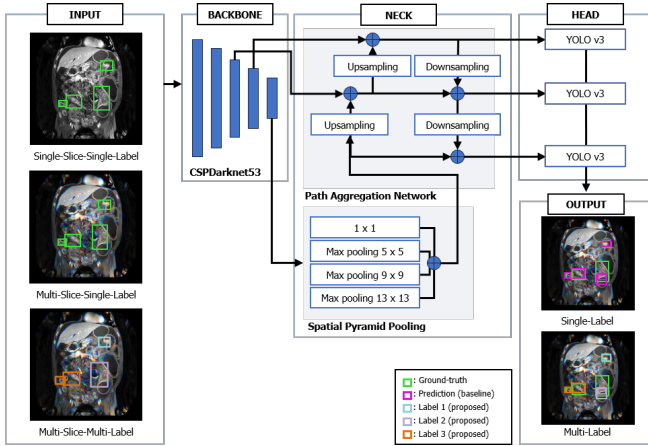 INPUT
Single-Slice-Single-Label
Multi-Slice-Single-Label
Multi-Slice-Multi-Label
BACKBONE
CSPDarknet53
NECK
Upsampling
Downsampling
Upsampling
Downsampling
Path Aggregation Network
1 x 1
Max pooling 5 x 5
Max pooling 9 x 9
Max pooling 13 x 13
Spatial Pyramid Pooling
HEAD
YOLO v3
YOLO v3
YOLO v3
OUTPUT
Single-Label
Multi-Label
: Ground-truth
: Prediction (baseline)
: Label 1 (proposed)
: Label 2 (proposed)
: Label 3 (proposed)